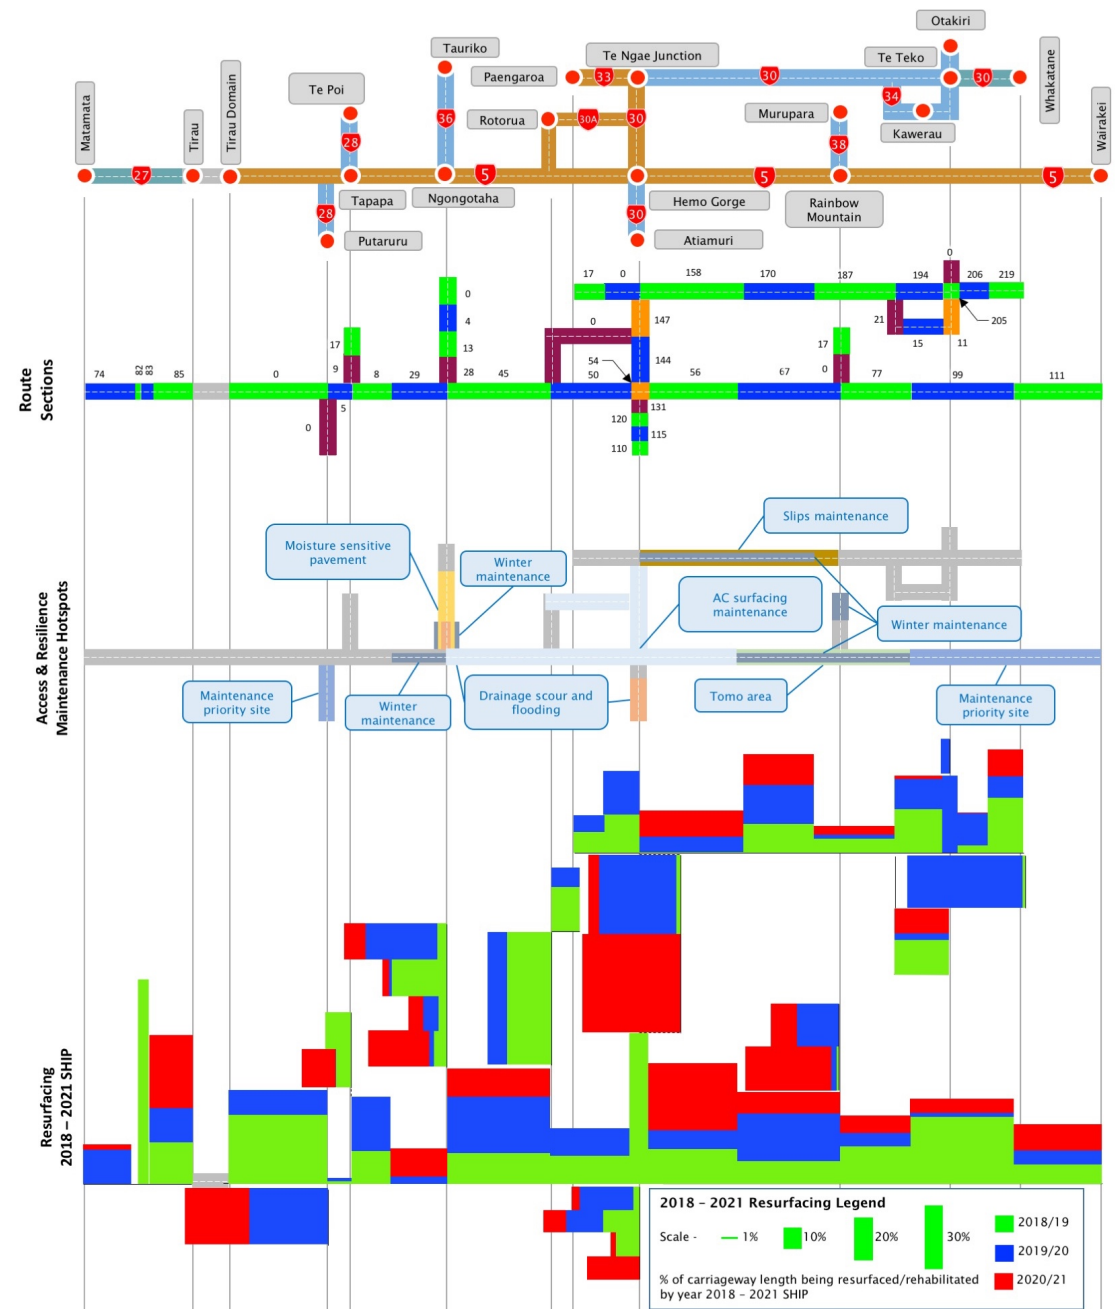 Otakiri
Tauriko
Te Ngae Junction
Te Teko
Paengaroa
33
30
30
Whakatane
Matamata
Tirau
Tirau Domain
Te Poi
34
Rotorua
30A
30
36
Murupara
Kawerau
Wairakei
28
38
27
5
5
5
Tapapa
Ngongotaha
Hemo Gorge
Rainbow
Mountain
28
30
Putaruru
Atiamuri
0
17
0
158
170
187
194
206
219
0
4
13
28
0
147
144
21
15
11
205
17
9
17
0
54
Route
Sections
74
82
83
85
0
8
29
45
50
56
67
77
99
111
5
0
131
120
115
110
Access & Resilience
Maintenance Hotspots
Slips maintenance
Moisture sensitive
pavement
Winter
maintenance
AC surfacing
maintenance
Winter maintenance
Maintenance
priority site
Winter
maintenance
Drainage scour and
flooding
Tomo area
Maintenance
priority site
Resurfacing
2018 – 2021 SHIP
2018 – 2021 Resurfacing Legend
Scale -
1%
10%
20%
30%
2018/19
2019/20
2020/21
% of carriageway length being resurfaced/rehabilitated
by year 2018 – 2021 SHIP